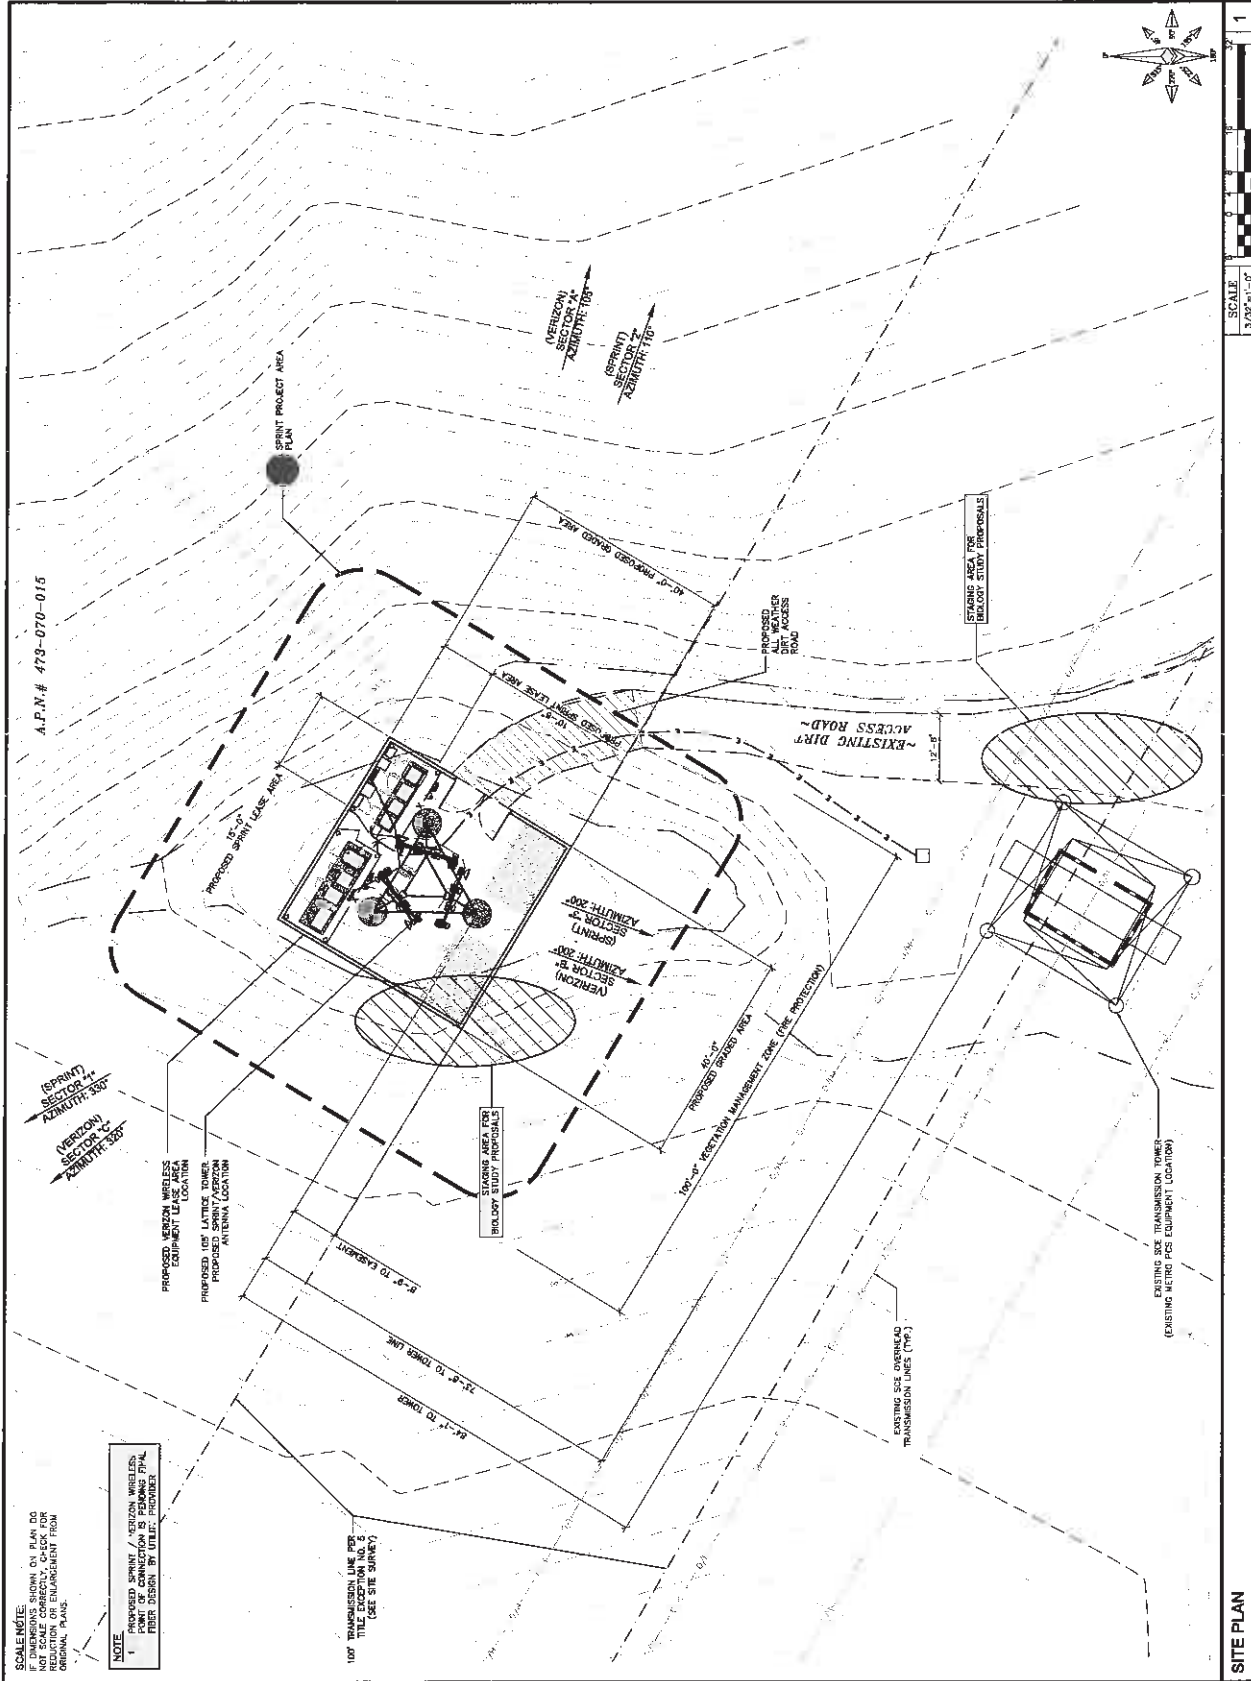 SCALE NOTE:
IF DIMENSIONS SHOWN ON PLAN DO
NOT SCALE CORRECTLY, CHECK FOR
REDUCTION OR ENLARGEMENT FROM
ORIGINAL PLANS.
NOTE
1 PROPOSED SPRINT / VERIZON WIRELESS
POINT OF CONNECTION IS PENDING FINAL
FIBER DESIGN BY UTILITY PROVIDER
A.P.N.# 473-070-015
(SPRINT)
SECTOR "1"
AZIMUTH: 330°
(VERIZON)
SECTOR "C"
AZIMUTH: 320°
PROPOSED VERIZON WIRELESS
EQUIPMENT LEASE AREA
LOCATION
PROPOSED 105' LATTICE TOWER
PROPOSED SPRINT/VERIZON
ANTENNA LOCATION
15'-0"
PROPOSED SPRINT LEASE AREA
SPRINT PROJECT AREA
PLAN
(VERIZON)
SECTOR "A"
AZIMUTH: 105°
(SPRINT)
SECTOR "2"
AZIMUTH: 110°
40'-0" PROPOSED GRADED AREA
10'-8"
PROPOSED SPRINT LEASE AREA
PROPOSED
ALL WEATHER
DIRT ACCESS
ROAD
~EXISTING DIRT
ACCESS ROAD~
12'-6"
STAGING AREA FOR
BIOLOGY STUDY PROPOSALS
(SPRINT)
SECTOR "3"
AZIMUTH: 200°
(VERIZON)
SECTOR "B"
AZIMUTH: 200°
STAGING AREA FOR
BIOLOGY STUDY PROPOSALS
40'-0"
PROPOSED GRADED AREA
100'-0" VEGETATION MANAGEMENT ZONE (FIRE PROTECTION)
8'-9" TO EASEMENT
73'-8" TO TOWER LINE
84'-1" TO TOWER
100' TRANSMISSION LINE PER
TITLE EXCEPTION NO. 5
(SEE SITE SURVEY)
EXISTING SCE OVERHEAD
TRANSMISSION LINES (TYP.)
EXISTING SCE TRANSMISSION TOWER
(EXISTING METRO PCS EQUIPMENT LOCATION)
SITE PLAN
SCALE
3/32"=1'-0"
32
1